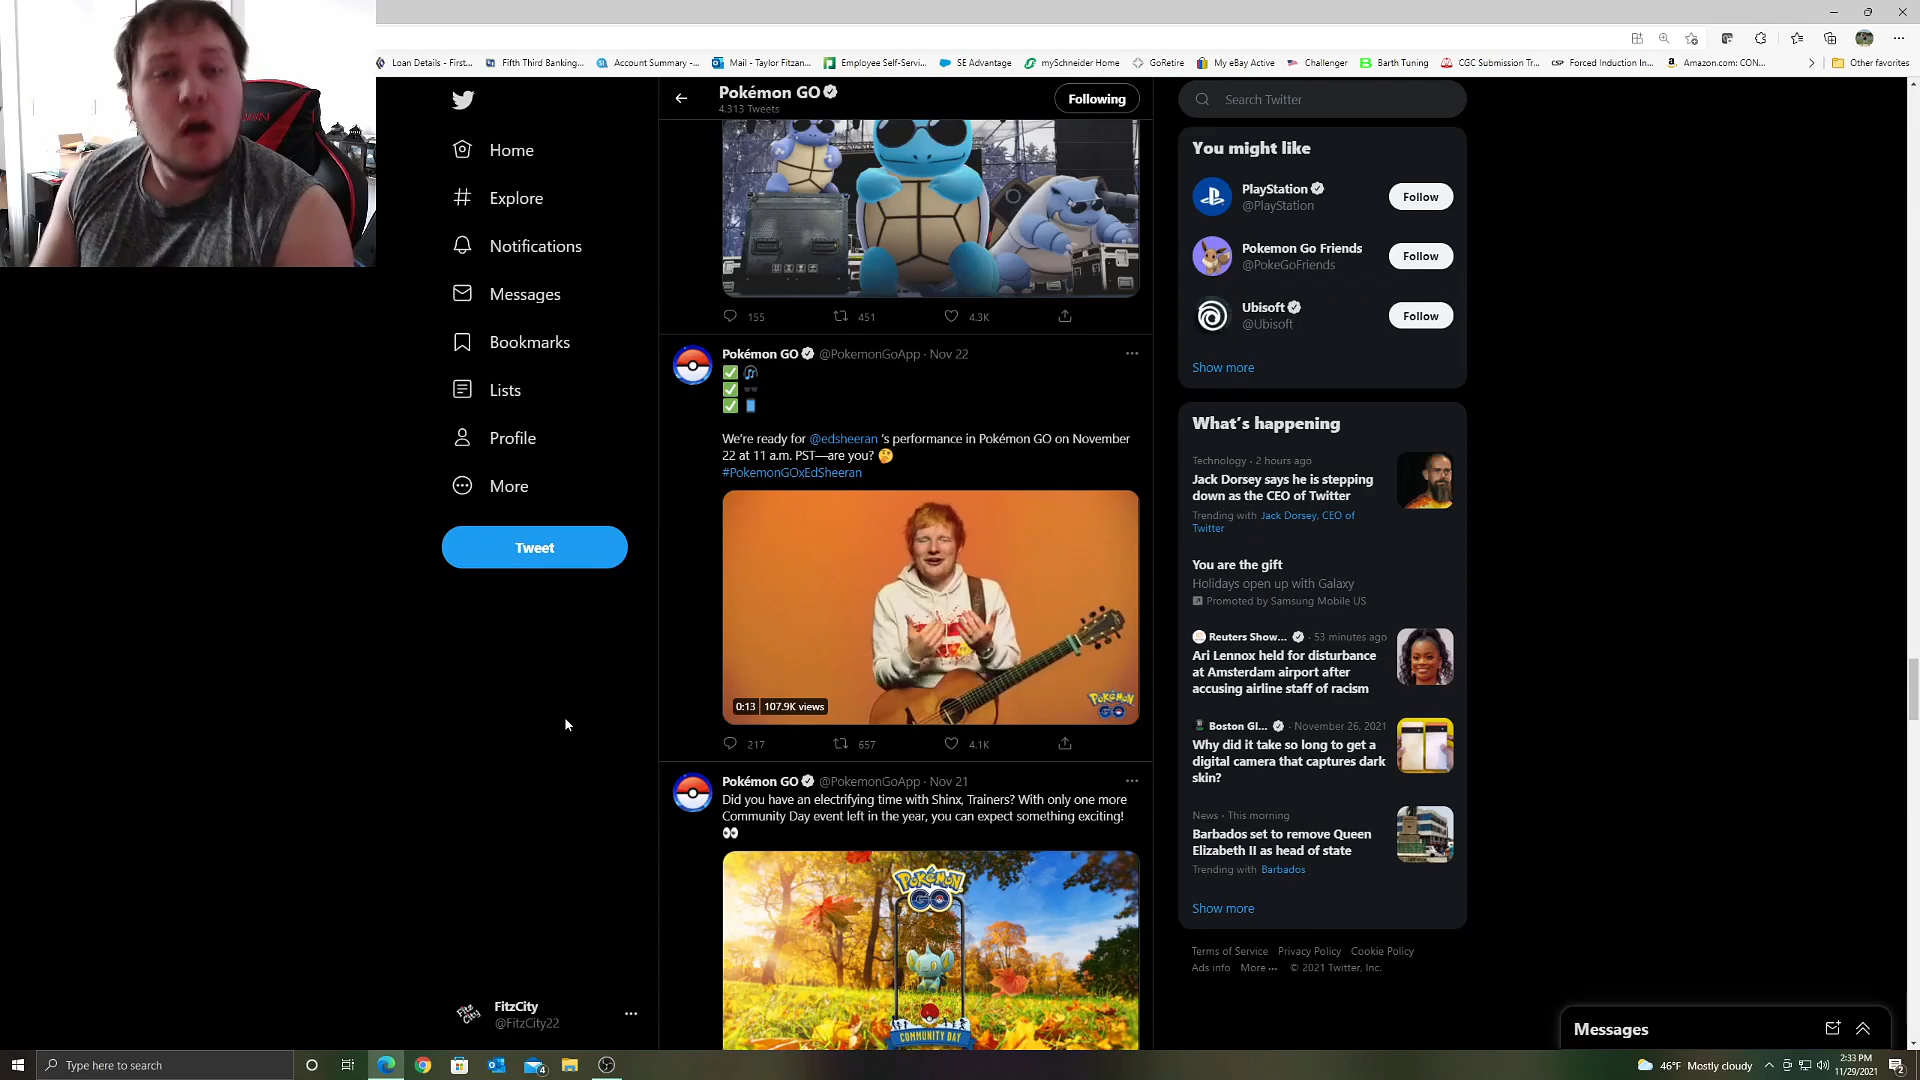 Loan Details - First...
Fifth Third Banking...
Account Summary -...
Mail - Taylor Fitzan...
Employee Self-Servi...
SE Advantage
mySchneider Home
GoRetire
My eBay Active
Challenger
Barth Tuning
CGC Submission Tr...
Forced Induction In...
Amazon.com: CON...
Other favorites
Home
Explore
Notifications
Messages
Bookmarks
Lists
Profile
More
Tweet
FitzCity
@FitzCity22
Pokémon GO
4,313 Tweets
Following
155
451
4.3K
Pokémon GO @PokemonGoApp · Nov 22
We're ready for @edsheeran 's performance in Pokémon GO on November
22 at 11 a.m. PST—are you?
#PokemonGOxEdSheeran
0:13 107.9K views
POKÉMON
GO
217
657
4.1K
Pokémon GO @PokemonGoApp · Nov 21
Did you have an electrifying time with Shinx, Trainers? With only one more
Community Day event left in the year, you can expect something exciting!
POKÉMON
GO
COMMUNITY DAY
Search Twitter
You might like
PlayStation
@PlayStation
Follow
Pokemon Go Friends
@PokeGoFriends
Follow
Ubisoft
@Ubisoft
Follow
Show more
What's happening
Technology · 2 hours ago
Jack Dorsey says he is stepping
down as the CEO of Twitter
Trending with Jack Dorsey, CEO of
Twitter
You are the gift
Holidays open up with Galaxy
Promoted by Samsung Mobile US
Reuters Show... · 53 minutes ago
Ari Lennox held for disturbance
at Amsterdam airport after
accusing airline staff of racism
Boston Gl... · November 26, 2021
Why did it take so long to get a
digital camera that captures dark
skin?
News · This morning
Barbados set to remove Queen
Elizabeth II as head of state
Trending with Barbados
Show more
Terms of Service Privacy Policy Cookie Policy
Ads info More ··· © 2021 Twitter, Inc.
Messages
Type here to search
4
46°F Mostly cloudy
2:33 PM
11/29/2021
2